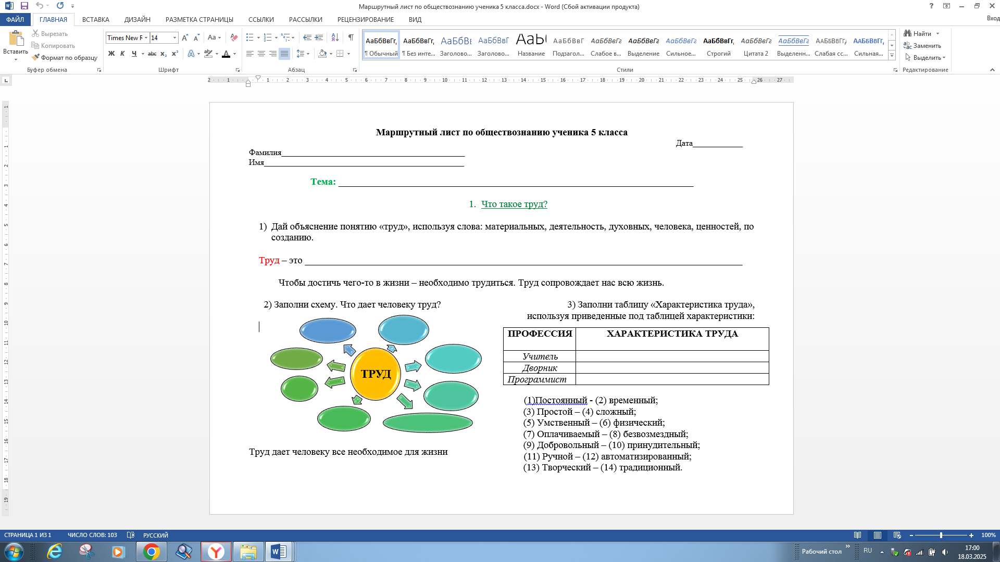 Маршрутный лист по обществознанию ученика 5 класса.docx - Word (Сбой активации продукта)
Вход
ФАЙЛ ГЛАВНАЯ ВСТАВКА ДИЗАЙН РАЗМЕТКА СТРАНИЦЫ ССЫЛКИ РАССЫЛКИ РЕЦЕНЗИРОВАНИЕ ВИД
Вставить
Вырезать
Копировать
Формат по образцу
Буфер обмена
Times New R 14
Ж К Ч abc x₂ x²
Шрифт
Абзац
АаБбВвГг, АаБбВвГг, АаБбВв АаБбВвГ АаЬ АаБбВвГ АаБбВвГг АаБбВвГг АаБбВвГг АаБбВвГг, АаБбВвГг АаБбВвГг ААБбВвГг, ААБбВвГг,
¶ Обычный ¶ Без инте... Заголово... Заголово... Название Подзагол... Слабое в... Выделение Сильное... Строгий Цитата 2 Выделенн... Слабая сс... Сильная...
Стили
Найти
Заменить
Выделить
Редактирование
2 1 1 2 3 4 5 6 7 8 9 10 11 12 13 14 15 16 17 18 19 20 21 22 23 24 25 26 27
Маршрутный лист по обществознанию ученика 5 класса
Дата____________
Фамилия____________________________________________
Имя________________________________________________
Тема: ______________________________________________________________________
1. Что такое труд?
1) Дай объяснение понятию «труд», используя слова: материальных, деятельность, духовных, человека, ценностей, по
созданию.
Труд – это ______________________________________________________________________________________
Чтобы достичь чего-то в жизни – необходимо трудиться. Труд сопровождает нас всю жизнь.
2) Заполни схему. Что дает человеку труд?
ТРУД
Труд дает человеку все необходимое для жизни
3) Заполни таблицу «Характеристика труда»,
используя приведенные под таблицей характеристики:
ПРОФЕССИЯ ХАРАКТЕРИСТИКА ТРУДА
Учитель
Дворник
Программист
(1)Постоянный - (2) временный;
(3) Простой – (4) сложный;
(5) Умственный – (6) физический;
(7) Оплачиваемый – (8) безвозмездный;
(9) Добровольный – (10) принудительный;
(11) Ручной – (12) автоматизированный;
(13) Творческий – (14) традиционный.
СТРАНИЦА 1 ИЗ 1 ЧИСЛО СЛОВ: 103 РУССКИЙ 100%
Рабочий стол RU 17:00
18.03.2025